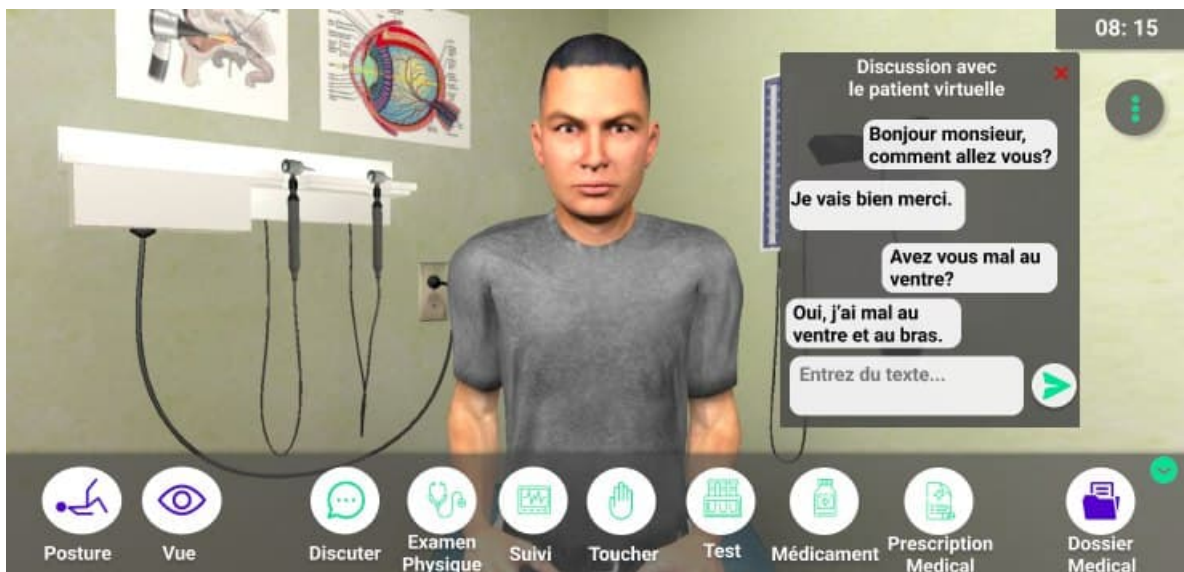 08: 15
Discussion avec
le patient virtuelle
Bonjour monsieur,
comment allez vous?
Je vais bien merci.
Avez vous mal au
ventre?
Oui, j'ai mal au
ventre et au bras.
Entrez du texte...
Posture
Vue
Discuter
Examen
Physique
Suivi
Toucher
Test
Médicament
Prescription
Medical
Dossier
Medical